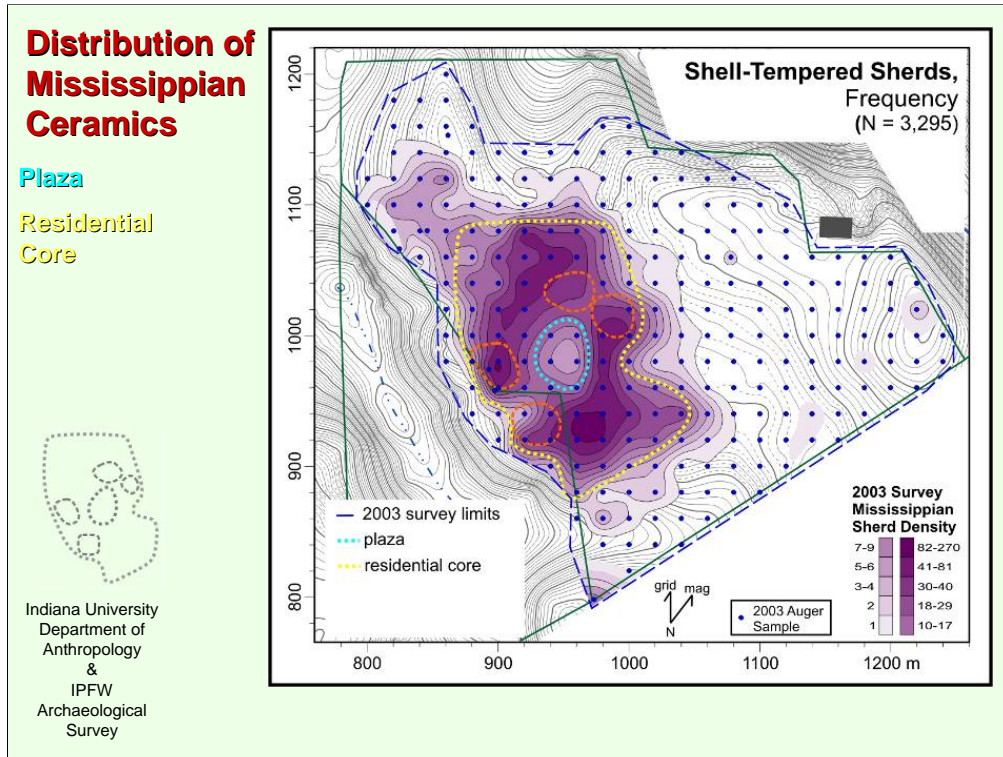 Distribution of
Mississippian
Ceramics
Plaza
Residential
Core
Indiana University
Department of
Anthropology
&
IPFW
Archaeological
Survey
Shell-Tempered Sherds,
Frequency
(N = 3,295)
1200
1100
1000
900
800
2003 survey limits
plaza
residential core
grid mag
N
2003 Auger
Sample
2003 Survey
Mississippian
Sherd Density
7-9 82-270
5-6 41-81
3-4 30-40
2 18-29
1 10-17
800 900 1000 1100 1200 m